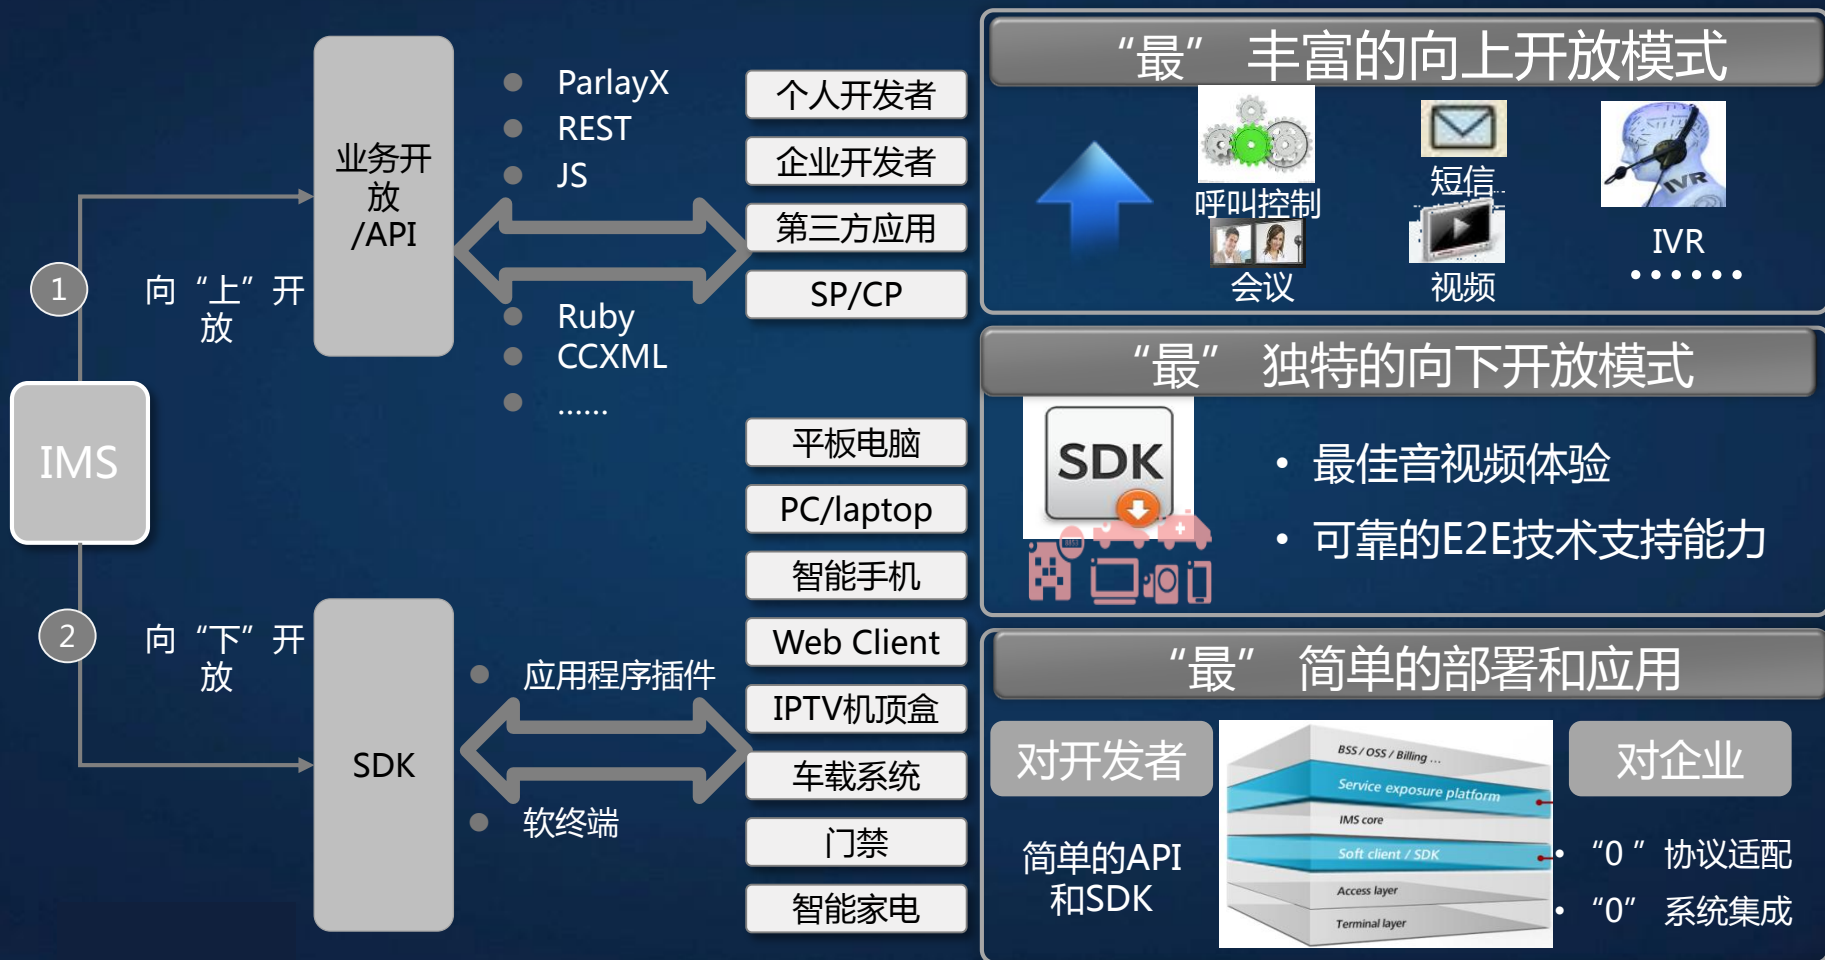 IMS
1
向“上”开
放
业务开
放
/API
ParlayX
REST
JS
Ruby
CCXML
……
个人开发者
企业开发者
第三方应用
SP/CP
2
向“下”开
放
SDK
应用程序插件
软终端
平板电脑
PC/laptop
智能手机
Web Client
IPTV机顶盒
车载系统
门禁
智能家电
“最” 丰富的向上开放模式
呼叫控制
短信
IVR
IVR
会议
视频
••••••
“最” 独特的向下开放模式
SDK
• 最佳音视频体验
• 可靠的E2E技术支持能力
“最” 简单的部署和应用
对开发者
简单的API
和SDK
BSS / OSS / Billing ...
Service exposure platform
IMS core
Soft client / SDK
Access layer
Terminal layer
对企业
• “0 ”协议适配
• “0” 系统集成